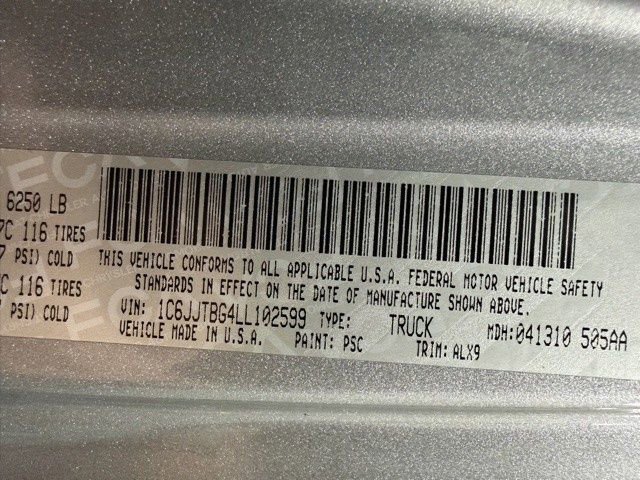 6250 LB
7C 116 TIRES
7 PSI) COLD
C 116 TIRES
PSI) COLD
THIS VEHICLE CONFORMS TO ALL APPLICABLE U.S.A. FEDERAL MOTOR VEHICLE SAFETY
STANDARDS IN EFFECT ON THE DATE OF MANUFACTURE SHOWN ABOVE.
VIN: 1C6JJTBG4LL102599 TYPE: TRUCK MDH:041310 505AA
VEHICLE MADE IN U.S.A. PAINT: PSC TRIM: ALX9